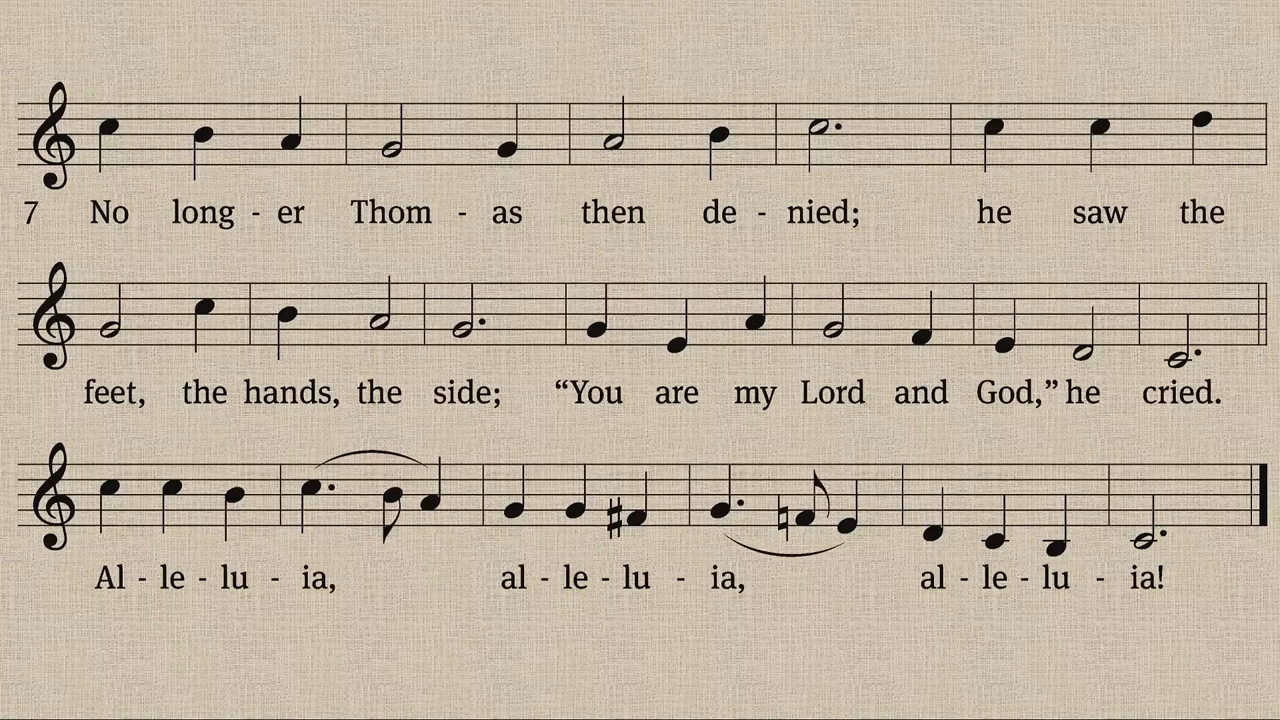 7 No long - er Thom - as then de - nied; he saw the
feet, the hands, the side; “You are my Lord and God,” he cried.
Al - le - lu - ia, al - le - lu - ia, al - le - lu - ia!